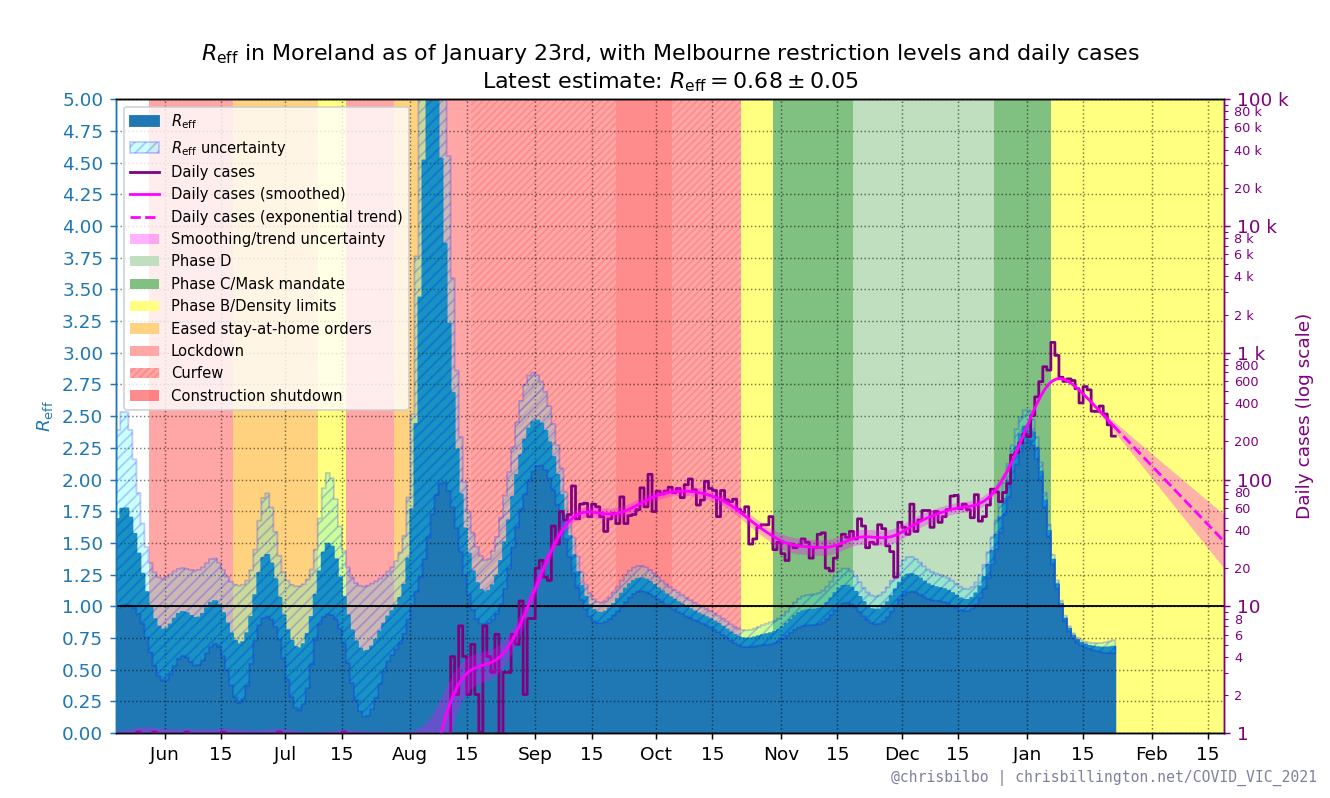 Reff in Moreland as of January 23rd, with Melbourne restriction levels and daily cases
Latest estimate: Reff = 0.68 ± 0.05
5.00
4.75
4.50
4.25
4.00
3.75
3.50
3.25
3.00
2.75
2.50
2.25
2.00
1.75
1.50
1.25
1.00
0.75
0.50
0.25
0.00
Reff
Reff
Reff uncertainty
Daily cases
Daily cases (smoothed)
Daily cases (exponential trend)
Smoothing/trend uncertainty
Phase D
Phase C/Mask mandate
Phase B/Density limits
Eased stay-at-home orders
Lockdown
Curfew
Construction shutdown
100 k
80 k
60 k
40 k
20 k
10 k
8 k
6 k
4 k
2 k
1 k
800
600
400
200
100
80
60
40
20
10
8
6
4
2
1
Daily cases (log scale)
Jun 15 Jul 15 Aug 15 Sep 15 Oct 15 Nov 15 Dec 15 Jan 15 Feb 15
@chrisbilbo | chrisbillington.net/COVID_VIC_2021